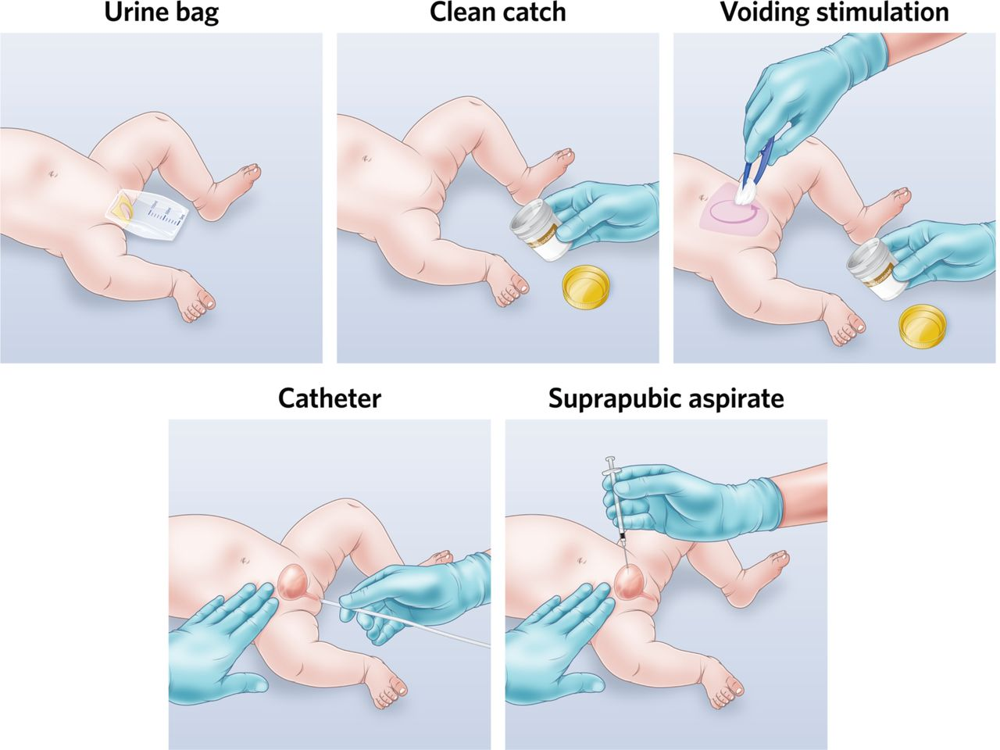 Urine bag
Clean catch
Voiding stimulation
Catheter
Suprapubic aspirate